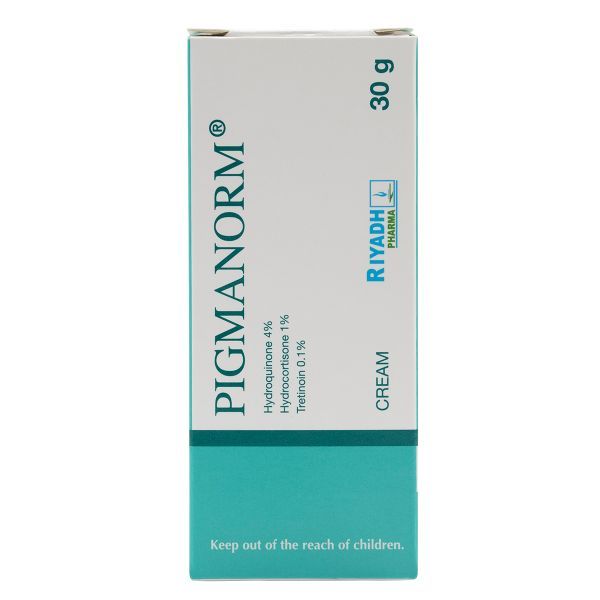 PIGMANORM®
Hydroquinone 4%
Hydrocortisone 1%
Tretinoin 0.1%
CREAM
RIYADH
PHARMA
30 g
Keep out of the reach of children.